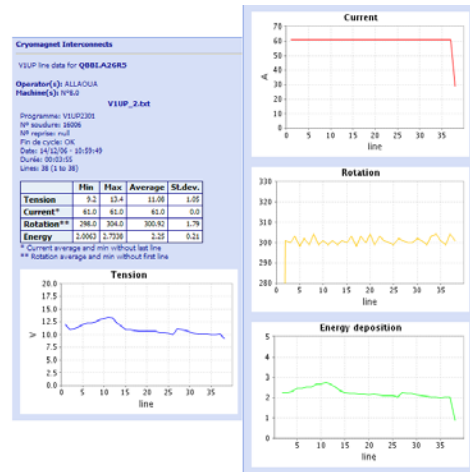 Cryomagnet Interconnects
V1UP line data for QBBI.A26R5
Operator(s): ALLAOUA
Machine(s): N°8.0
V1UP_2.txt
Programme: V1UP2301
N° soudure: 16006
N° reprise: null
Fin de cycle: OK
Date: 14/12/06 - 10:59:49
Durée: 00:03:55
Lines: 38 (1 to 38)
Min Max Average St.dev.
Tension 9.2 13.4 11.08 1.05
Current* 61.0 61.0 61.0 0.0
Rotation** 298.0 304.0 300.92 1.79
Energy 2.0063 2.7338 2.25 0.21
* Current average and min without last line
** Rotation average and min without first line
Tension
20.0
17.5
15.0
12.5
10.0
7.5
5.0
2.5
0.0
V
0 5 10 15 20 25 30 35
line
Current
70
60
50
40
30
20
10
0
A
0 5 10 15 20 25 30 35
line
Rotation
330
320
310
300
290
280
0 5 10 15 20 25 30 35
line
Energy deposition
5
4
3
2
1
0
0 5 10 15 20 25 30 35
line